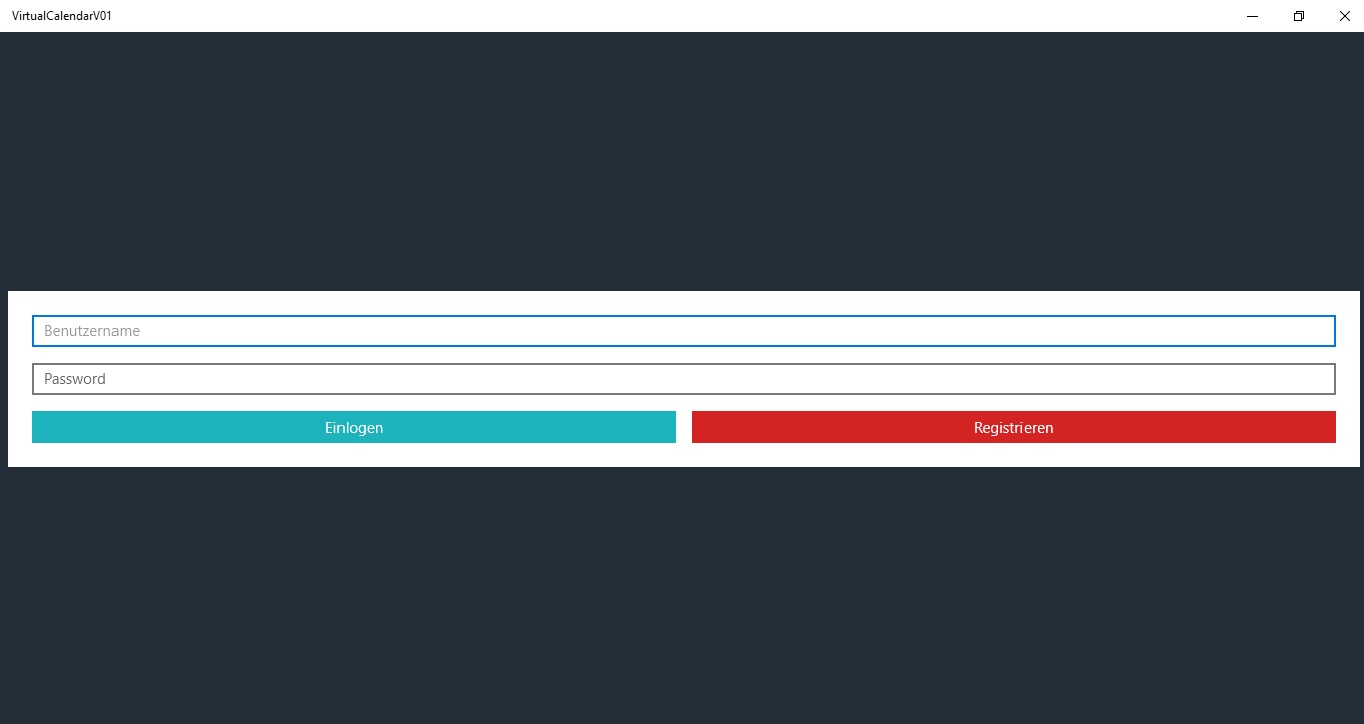 VirtualCalendarV01
Benutzername
Password
Einlogen
Registrieren